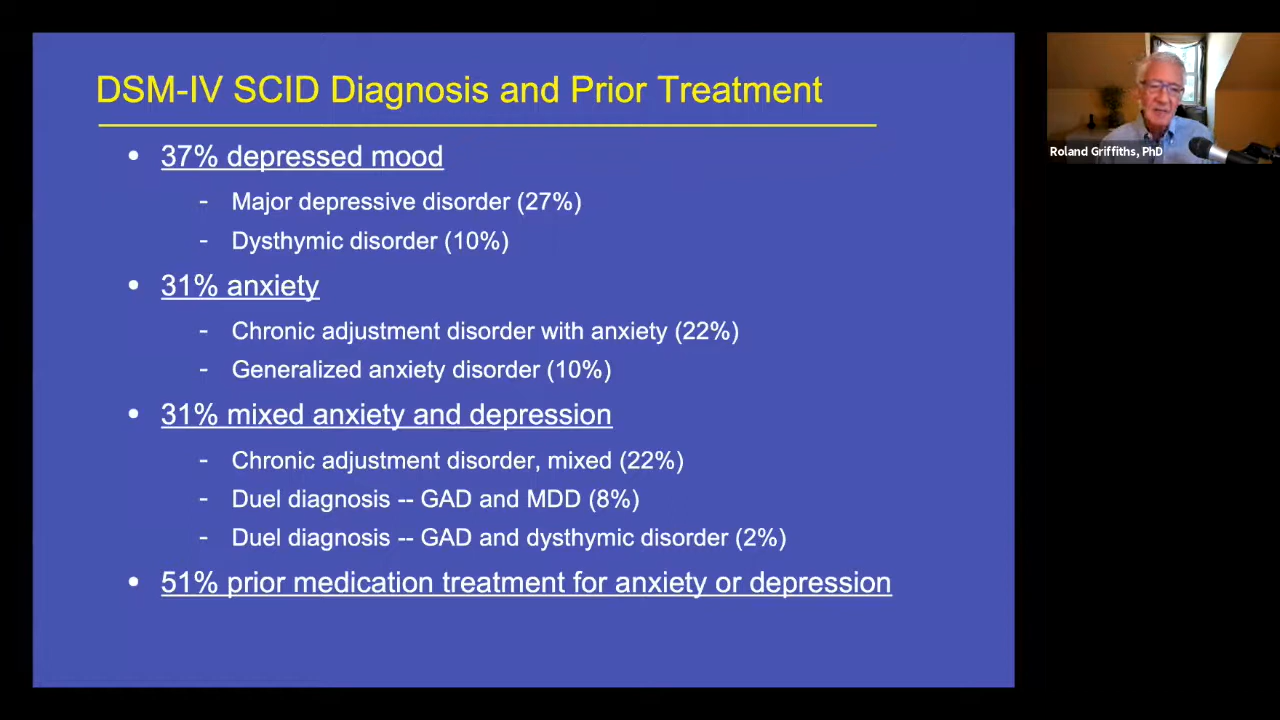 DSM-IV SCID Diagnosis and Prior Treatment
• 37% depressed mood
- Major depressive disorder (27%)
- Dysthymic disorder (10%)
• 31% anxiety
- Chronic adjustment disorder with anxiety (22%)
- Generalized anxiety disorder (10%)
• 31% mixed anxiety and depression
- Chronic adjustment disorder, mixed (22%)
- Duel diagnosis -- GAD and MDD (8%)
- Duel diagnosis -- GAD and dysthymic disorder (2%)
• 51% prior medication treatment for anxiety or depression
Roland Griffiths, PhD